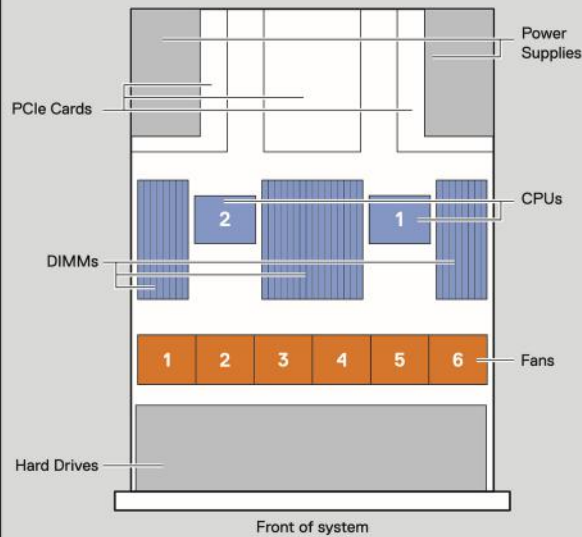 Power
Supplies
PCIe Cards
CPUs
2
1
DIMMs
1 2 3 4 5 6
Fans
Hard Drives
Front of system